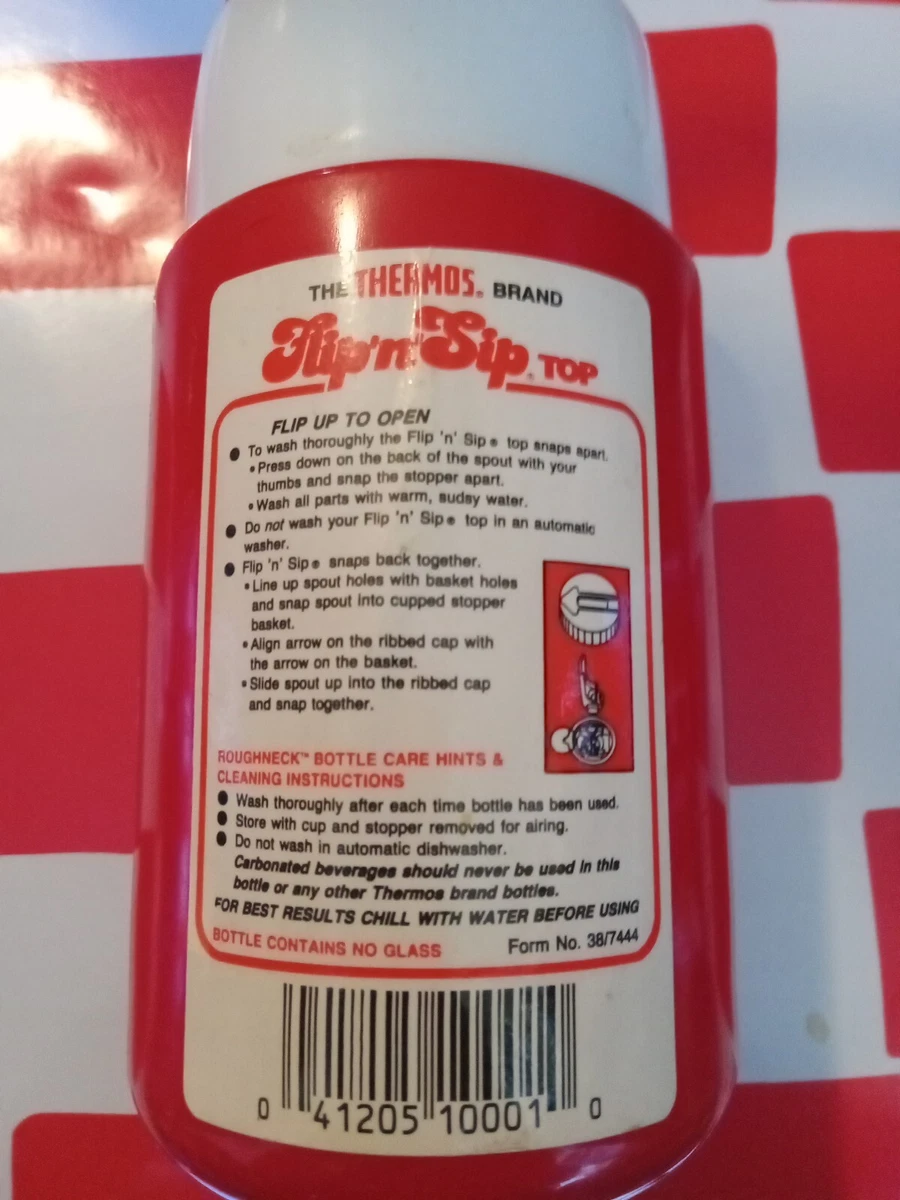 THE THERMOS® BRAND
Flip 'n' Sip® TOP
FLIP UP TO OPEN
● To wash thoroughly the Flip 'n' Sip® top snaps apart.
• Press down on the back of the spout with your
thumbs and snap the stopper apart.
• Wash all parts with warm, sudsy water.
● Do not wash your Flip 'n' Sip® top in an automatic
washer.
● Flip 'n' Sip® snaps back together.
• Line up spout holes with basket holes
and snap spout into cupped stopper
basket.
• Align arrow on the ribbed cap with
the arrow on the basket.
• Slide spout up into the ribbed cap
and snap together.
ROUGHNECK™ BOTTLE CARE HINTS &
CLEANING INSTRUCTIONS
● Wash thoroughly after each time bottle has been used.
● Store with cup and stopper removed for airing.
● Do not wash in automatic dishwasher.
Carbonated beverages should never be used in this
bottle or any other Thermos brand bottles.
FOR BEST RESULTS CHILL WITH WATER BEFORE USING
BOTTLE CONTAINS NO GLASS Form No. 38/7444
0 41205 10001 0